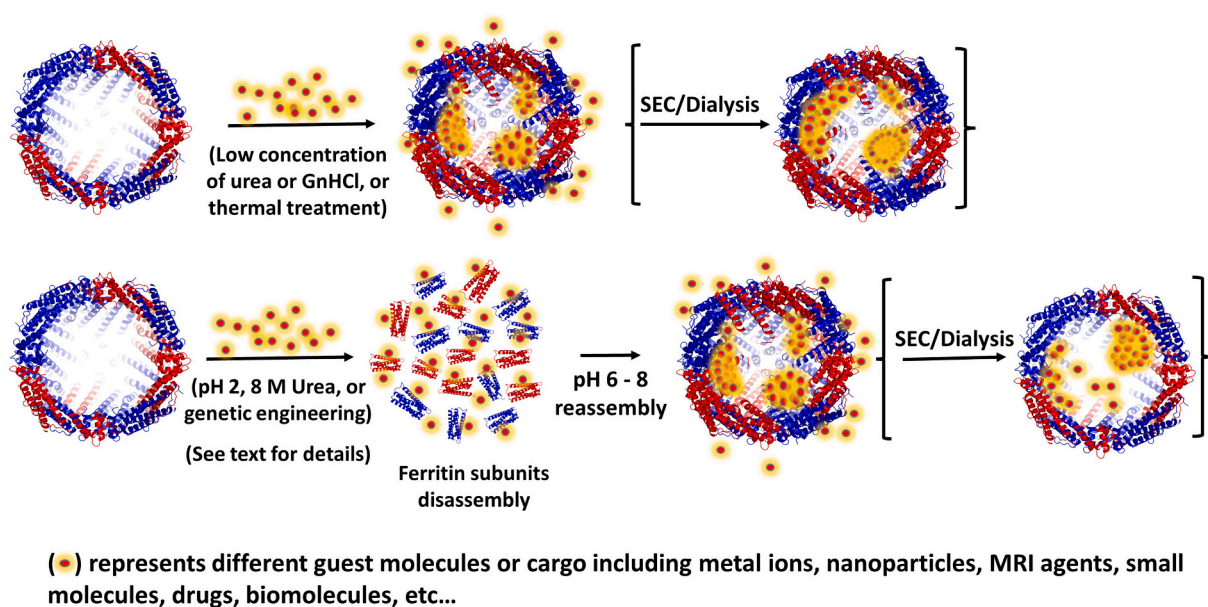 SEC/Dialysis
(Low concentration
of urea or GnHCl, or
thermal treatment)
SEC/Dialysis
(pH 2, 8 M Urea, or
genetic engineering)
(See text for details)
pH 6 - 8
reassembly
Ferritin subunits
disassembly
( ) represents different guest molecules or cargo including metal ions, nanoparticles, MRI agents, small
molecules, drugs, biomolecules, etc...